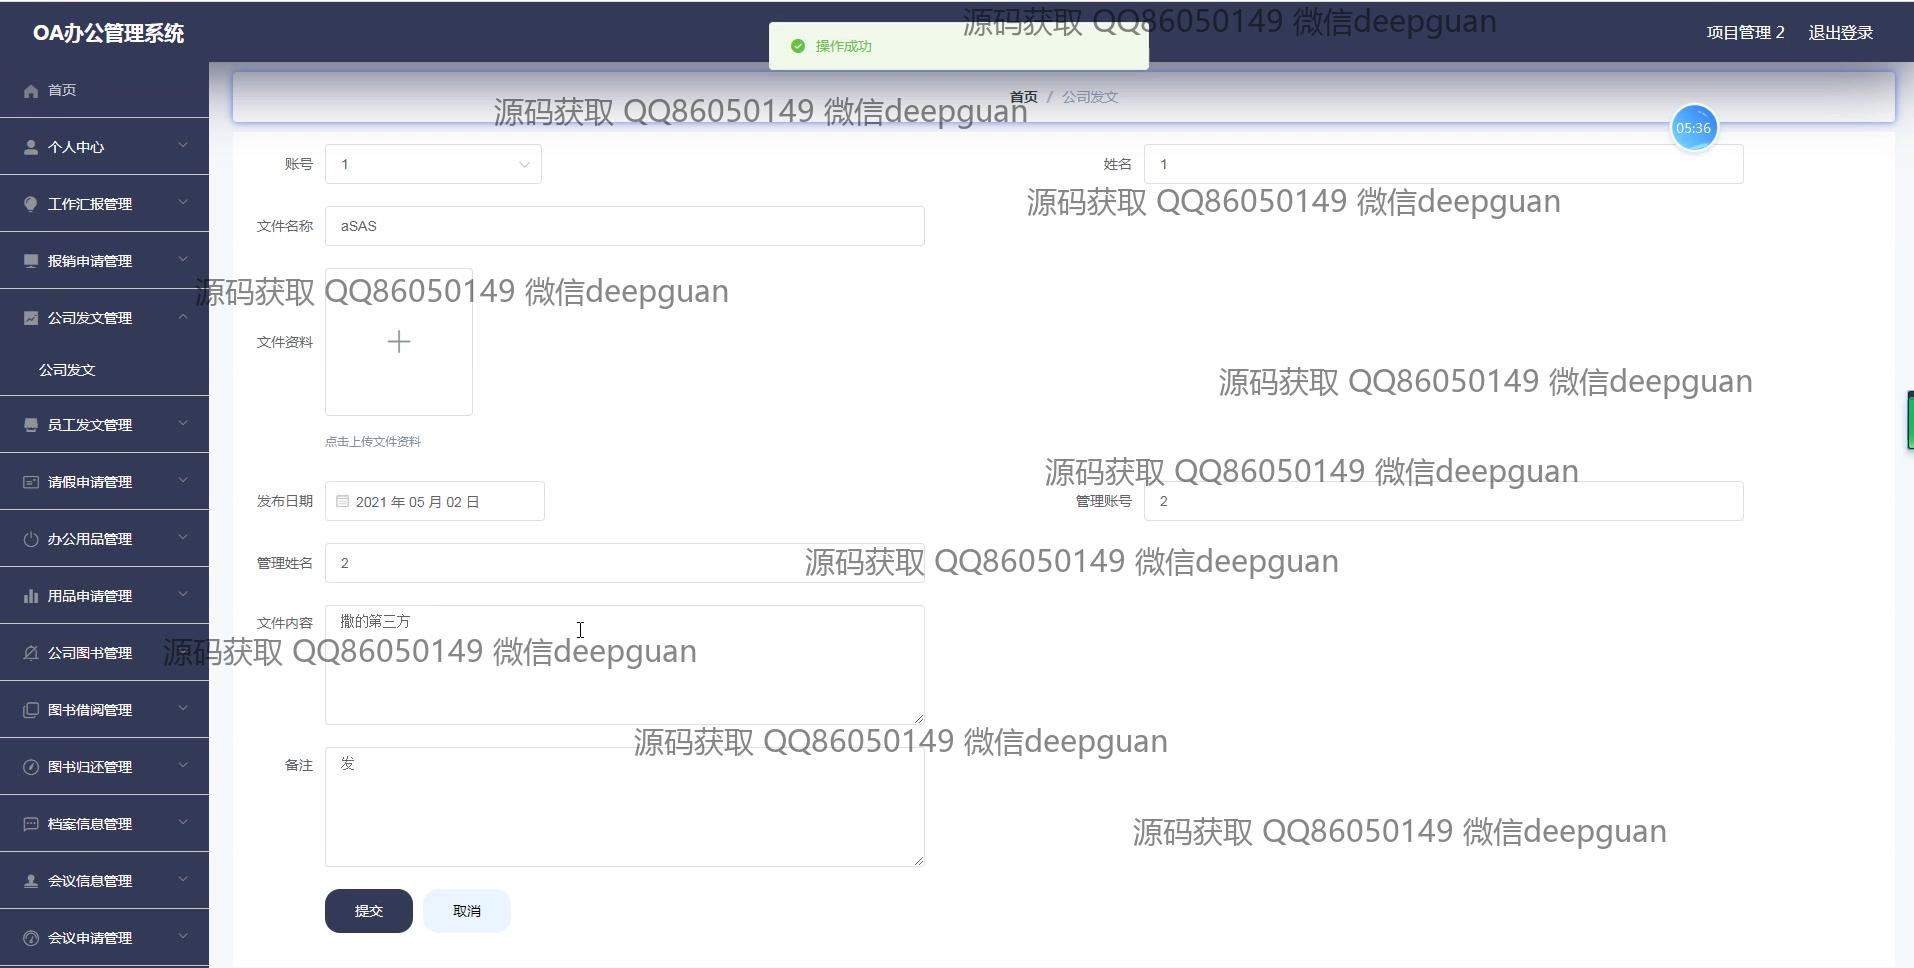 OA办公管理系统
源码获取 QQ86050149 微信deepguan
操作成功
项目管理 2
退出登录
首页
首页 / 公司发文
源码获取 QQ86050149 微信deepguan
05:36
个人中心
账号
1
姓名
1
工作汇报管理
源码获取 QQ86050149 微信deepguan
文件名称
aSAS
报销申请管理
源码获取 QQ86050149 微信deepguan
公司发文管理
文件资料
公司发文
源码获取 QQ86050149 微信deepguan
员工发文管理
点击上传文件资料
源码获取 QQ86050149 微信deepguan
请假申请管理
发布日期
2021 年 05 月 02 日
管理账号
2
办公用品管理
管理姓名
2
源码获取 QQ86050149 微信deepguan
用品申请管理
文件内容
撒的第三方
公司图书管理
源码获取 QQ86050149 微信deepguan
图书借阅管理
源码获取 QQ86050149 微信deepguan
图书归还管理
备注
发
档案信息管理
源码获取 QQ86050149 微信deepguan
会议信息管理
提交
取消
会议申请管理